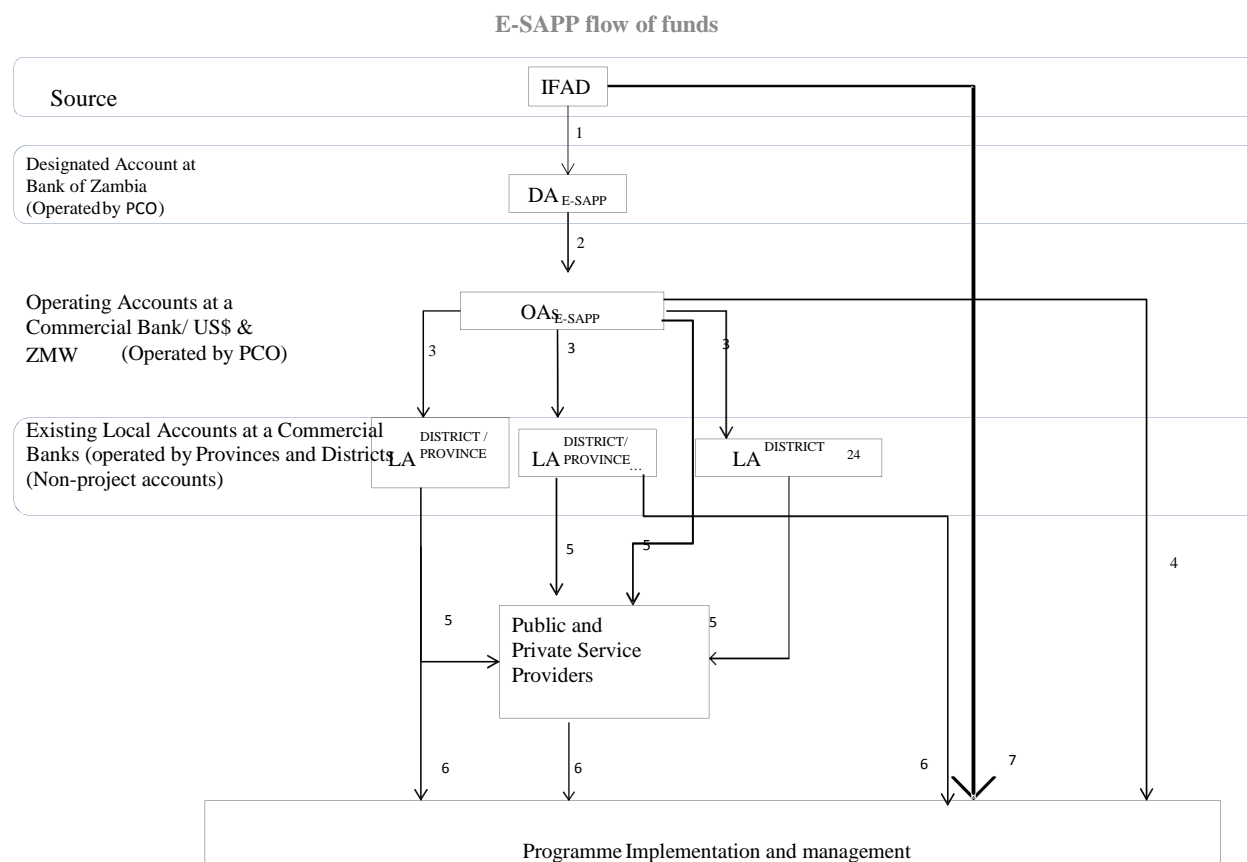 E-SAPP flow of funds
Source
IFAD
1
Designated Account at
Bank of Zambia
(Operated by PCO)
DA E-SAPP
2
Operating Accounts at a
Commercial Bank/ US$ &
ZMW (Operated by PCO)
OAs E-SAPP
3
3
3
Existing Local Accounts at a Commercial
Banks (operated by Provinces and Districts
(Non-project accounts)
LA DISTRICT /
PROVINCE
LA DISTRICT/
PROVINCE ...
LA DISTRICT 24
5
5
4
5
5
Public and
Private Service
Providers
6
6
6
7
Programme Implementation and management